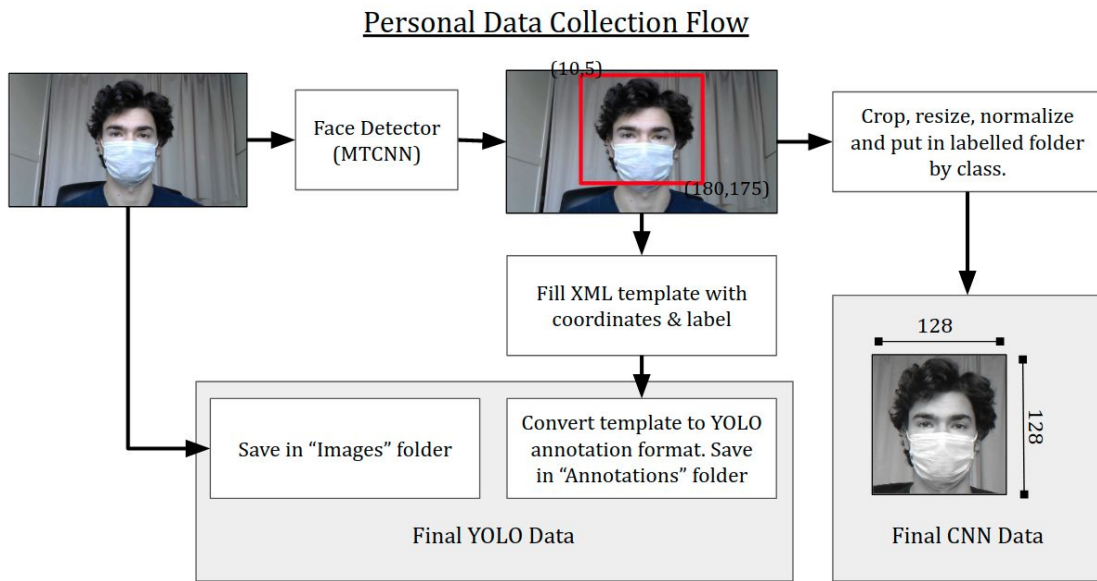 Personal Data Collection Flow
Face Detector
(MTCNN)
(10,5)
(180,175)
Crop, resize, normalize
and put in labelled folder
by class.
Fill XML template with
coordinates & label
Save in “Images” folder
Convert template to YOLO
annotation format. Save
in “Annotations” folder
Final YOLO Data
128
128
Final CNN Data